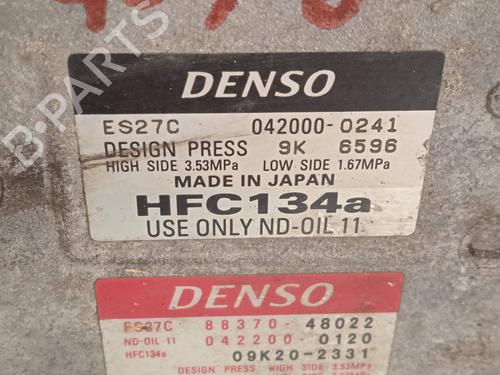 DENSO
ES27C 042000-0241
DESIGN PRESS 9K 6596
HIGH SIDE 3.53MPa LOW SIDE 1.67MPa
MADE IN JAPAN
HFC134a
USE ONLY ND-OIL 11
DENSO
ES27C 88370-48022
ND-OIL 11 042200-0120
HFC134a 09K20-2331
DESIGN PRESS HIGH SIDE 3.53MPa
B-PARTS